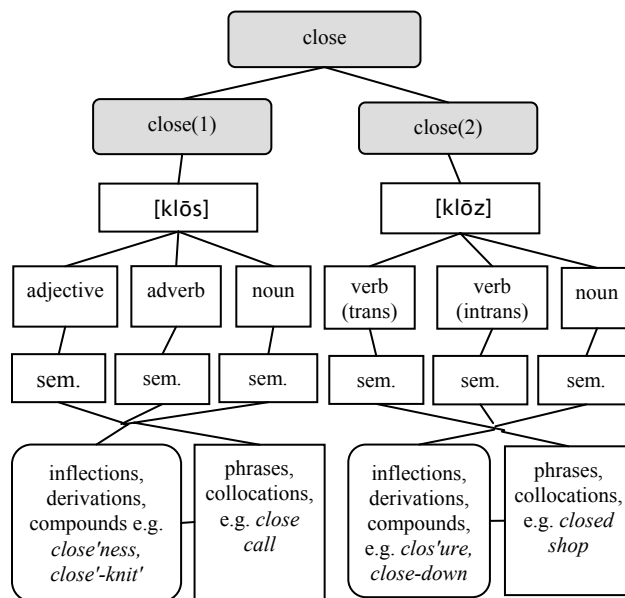 close
close(1)
close(2)
[klōs]
[klōz]
adjective
adverb
noun
verb
(trans)
verb
(intrans)
noun
sem.
sem.
sem.
sem.
sem.
sem.
inflections,
derivations,
compounds e.g.
close'ness,
close'-knit'
phrases,
collocations,
e.g. close
call
inflections,
derivations,
compounds,
e.g. clos'ure,
close-down
phrases,
collocations,
e.g. closed
shop